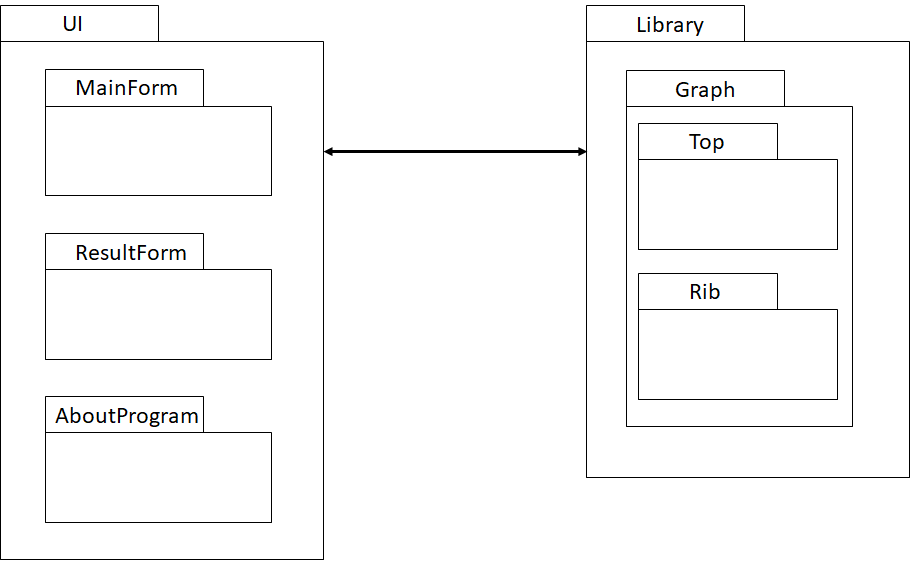 UI
MainForm
ResultForm
AboutProgram
Library
Graph
Top
Rib